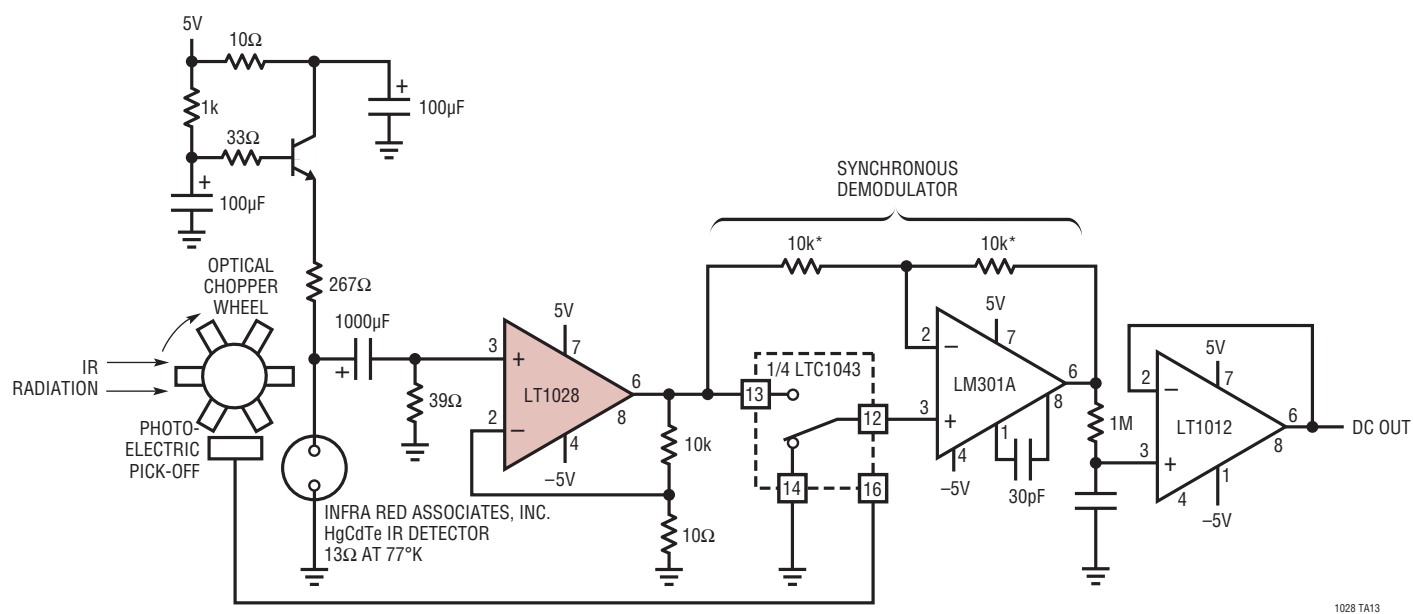 5V
10Ω
1k
+
100µF
33Ω
+
100µF
267Ω
OPTICAL
CHOPPER
WHEEL
IR
RADIATION
PHOTO-
ELECTRIC
PICK-OFF
INFRA RED ASSOCIATES, INC.
HgCdTe IR DETECTOR
13Ω AT 77°K
1000µF
+
39Ω
3
+
2
−
LT1028
5V
7
6
8
4
−5V
10k
10Ω
SYNCHRONOUS
DEMODULATOR
10k*
10k*
1/4 LTC1043
13
12
14
16
2
−
3
+
LM301A
5V
7
6
8
1
4
−5V
30pF
1M
2
−
3
+
LT1012
5V
7
6
8
4
1
−5V
DC OUT
1028 TA13